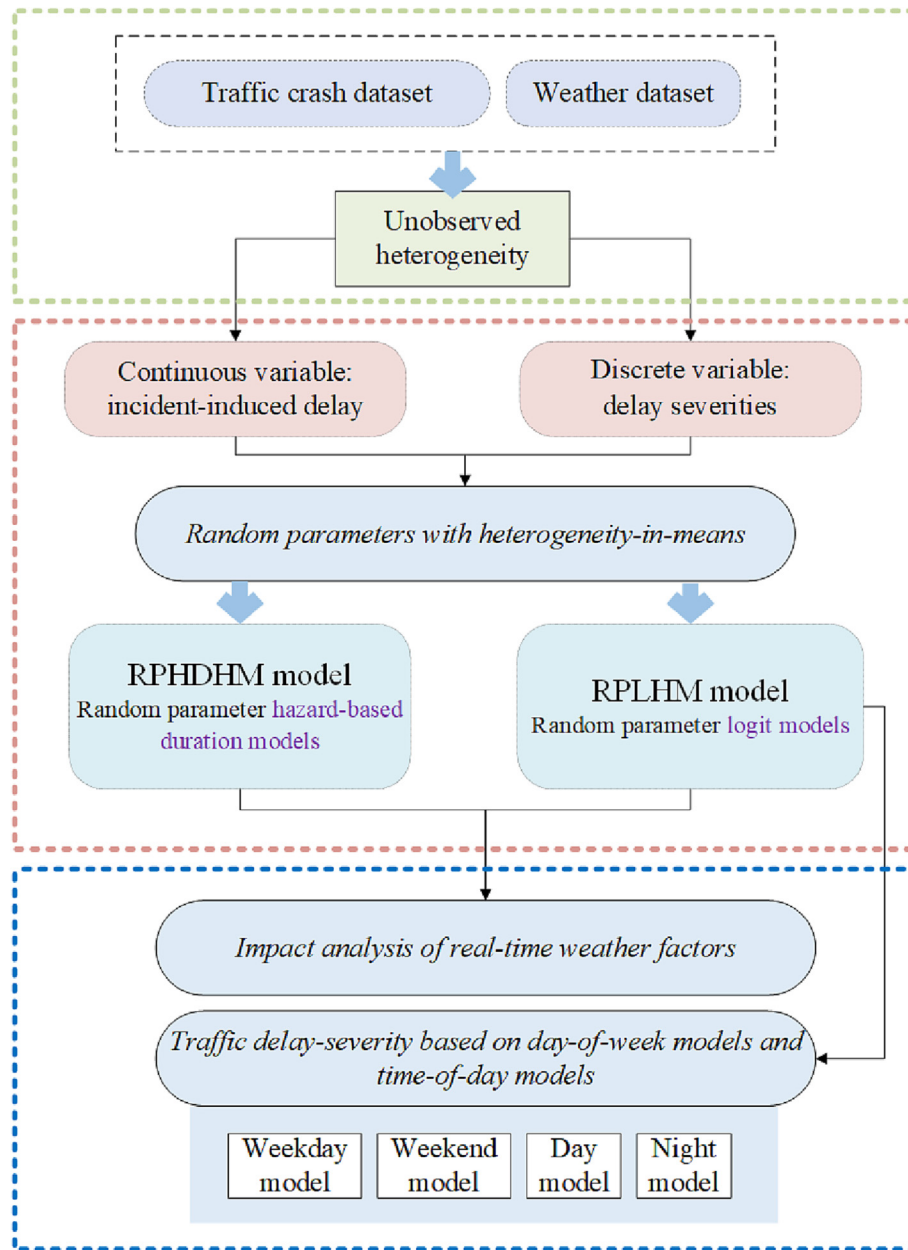 Traffic crash dataset
Weather dataset
Unobserved
heterogeneity
Continuous variable:
incident-induced delay
Discrete variable:
delay severities
Random parameters with heterogeneity-in-means
RPHDHM model
Random parameter hazard-based
duration models
RPLHM model
Random parameter logit models
Impact analysis of real-time weather factors
Traffic delay-severity based on day-of-week models and
time-of-day models
Weekday
model
Weekend
model
Day
model
Night
model